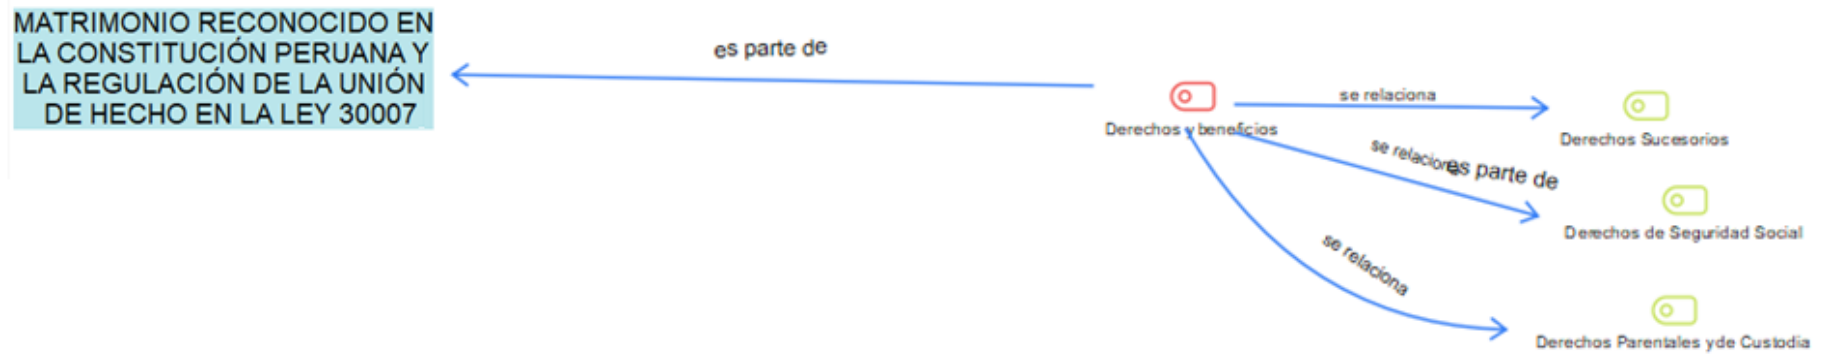 MATRIMONIO RECONOCIDO EN
LA CONSTITUCIÓN PERUANA Y
LA REGULACIÓN DE LA UNIÓN
DE HECHO EN LA LEY 30007
es parte de
Derechos y beneficios
se relaciona
Derechos Sucesorios
se relaciona
es parte de
Derechos de Seguridad Social
se relaciona
Derechos Parentales yde Custodia